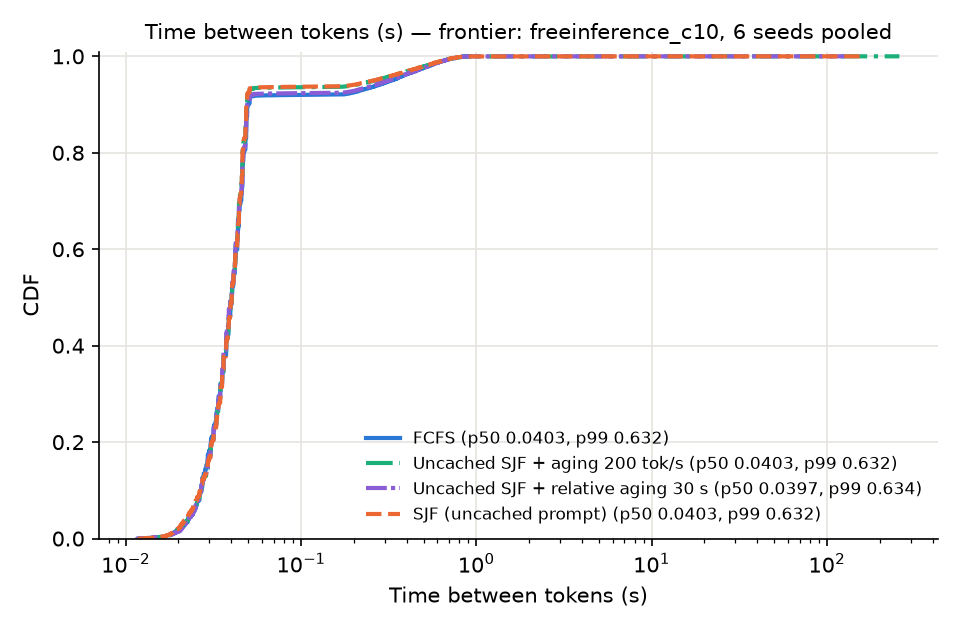 Time between tokens (s) — frontier: freeinference_c10, 6 seeds pooled
1.0
0.8
0.6
0.4
0.2
0.0
CDF
FCFS (p50 0.0403, p99 0.632)
Uncached SJF + aging 200 tok/s (p50 0.0403, p99 0.632)
Uncached SJF + relative aging 30 s (p50 0.0397, p99 0.634)
SJF (uncached prompt) (p50 0.0403, p99 0.632)
10⁻² 10⁻¹ 10⁰ 10¹ 10²
Time between tokens (s)